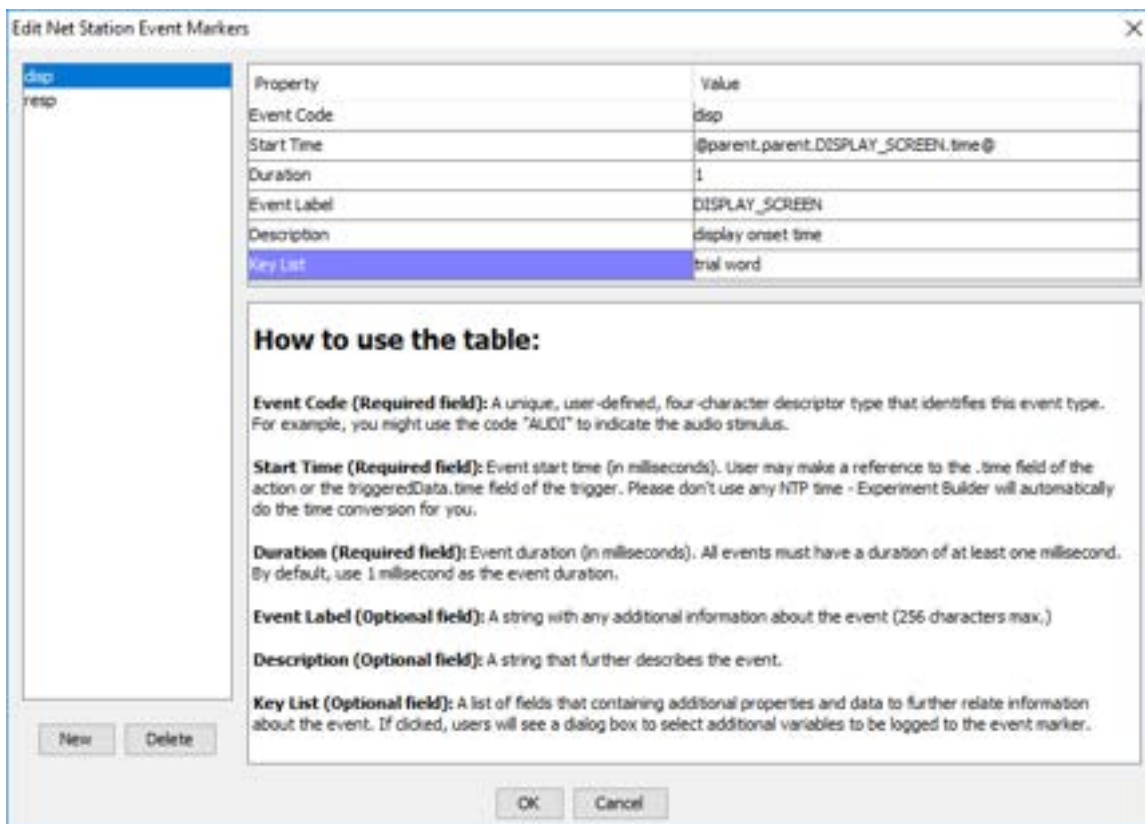 Edit Net Station Event Markers
disp
resp
Property Value
Event Code disp
Start Time @parent.parent.DISPLAY_SCREEN.time@
Duration 1
Event Label DISPLAY_SCREEN
Description display onset time
Key List trial word
How to use the table:
Event Code (Required field): A unique, user-defined, four-character descriptor type that identifies this event type.
For example, you might use the code "AUDI" to indicate the audio stimulus.
Start Time (Required field): Event start time (in milliseconds). User may make a reference to the .time field of the
action or the triggeredData.time field of the trigger. Please don't use any NTP time - Experiment Builder will automatically
do the time conversion for you.
Duration (Required field): Event duration (in milliseconds). All events must have a duration of at least one millisecond.
By default, use 1 millisecond as the event duration.
Event Label (Optional field): A string with any additional information about the event (256 characters max.)
Description (Optional field): A string that further describes the event.
Key List (Optional field): A list of fields that containing additional properties and data to further relate information
about the event. If clicked, users will see a dialog box to select additional variables to be logged to the event marker.
New Delete
OK Cancel